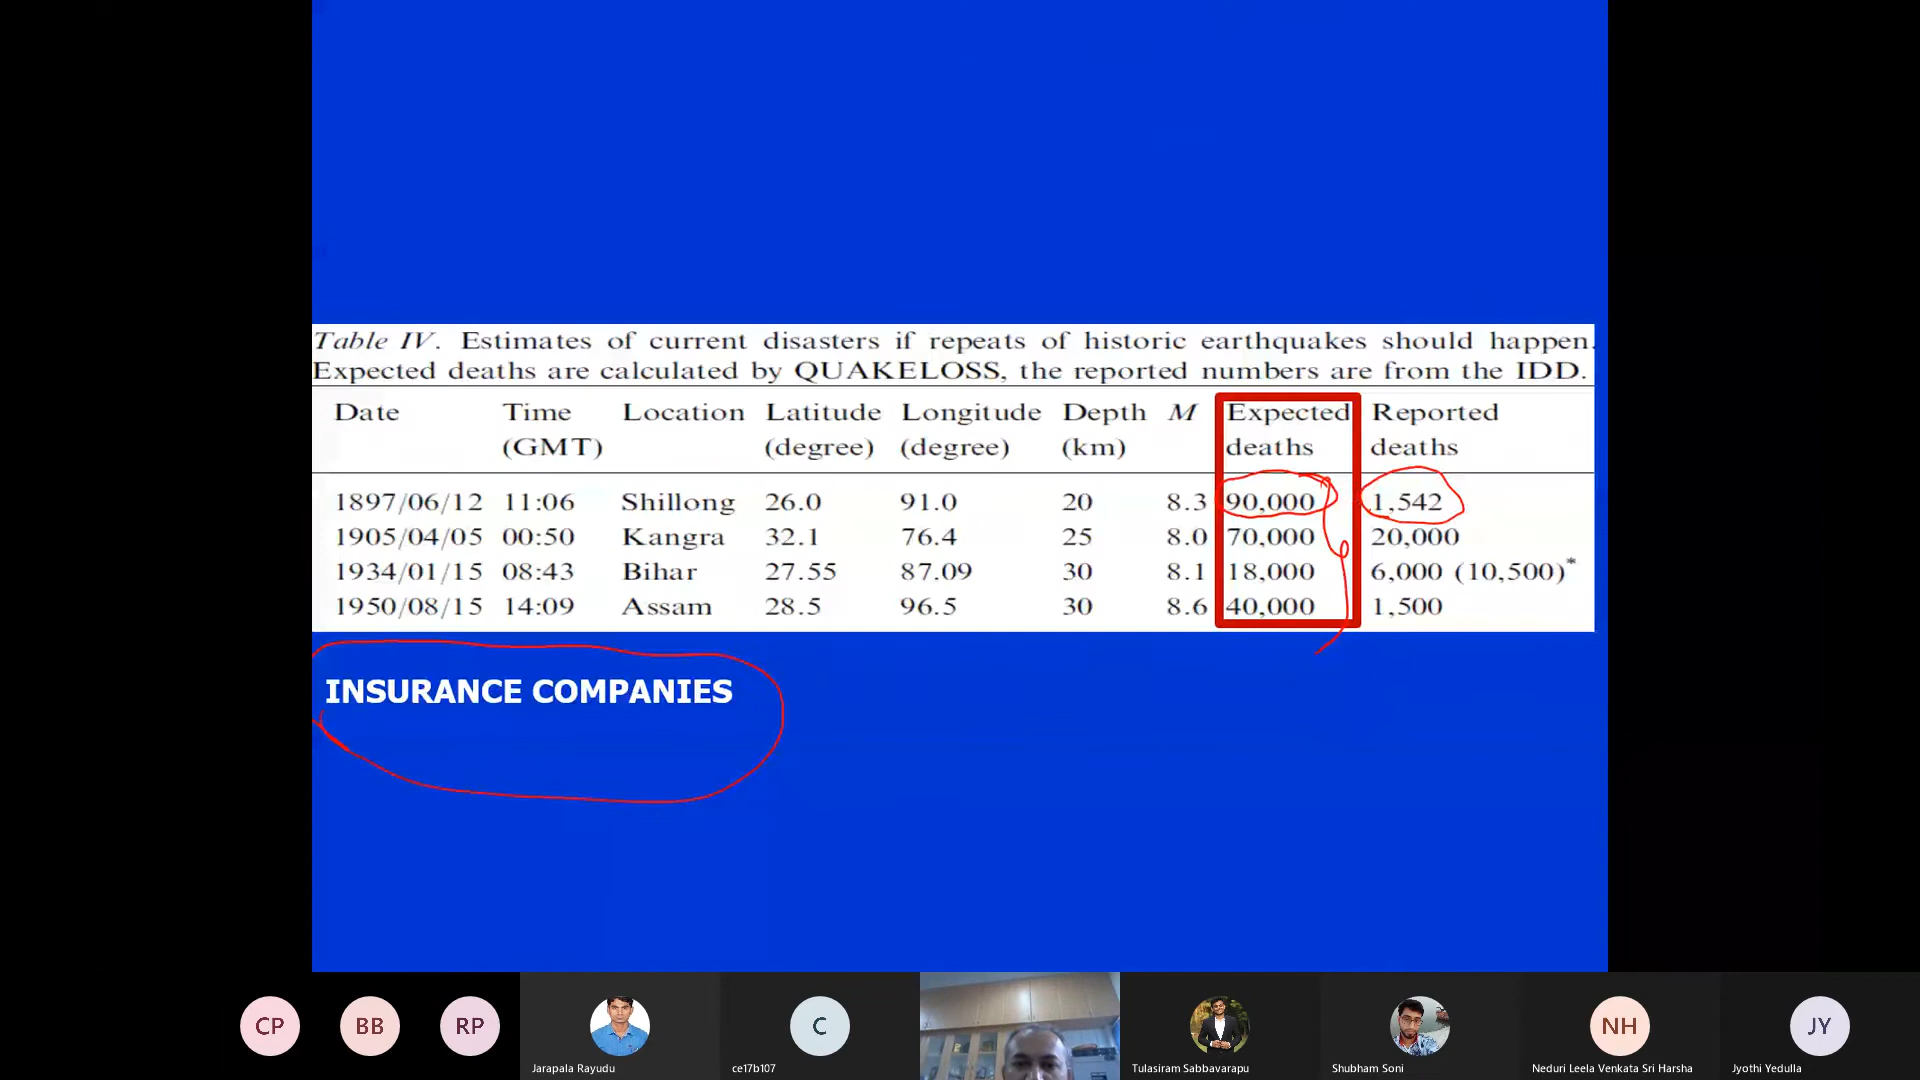 Table IV. Estimates of current disasters if repeats of historic earthquakes should happen.
Expected deaths are calculated by QUAKELOSS, the reported numbers are from the IDD.
Date Time Location Latitude Longitude Depth M Expected Reported
(GMT) (degree) (degree) (km) deaths deaths
1897/06/12 11:06 Shillong 26.0 91.0 20 8.3 90,000 1,542
1905/04/05 00:50 Kangra 32.1 76.4 25 8.0 70,000 20,000
1934/01/15 08:43 Bihar 27.55 87.09 30 8.1 18,000 6,000 (10,500)*
1950/08/15 14:09 Assam 28.5 96.5 30 8.6 40,000 1,500
INSURANCE COMPANIES
CP BB RP C NH JY
Jarapala Rayudu ce17b107 Tulasiram Sabbavarapu Shubham Soni Neduri Leela Venkata Sri Harsha Jyothi Yedulla